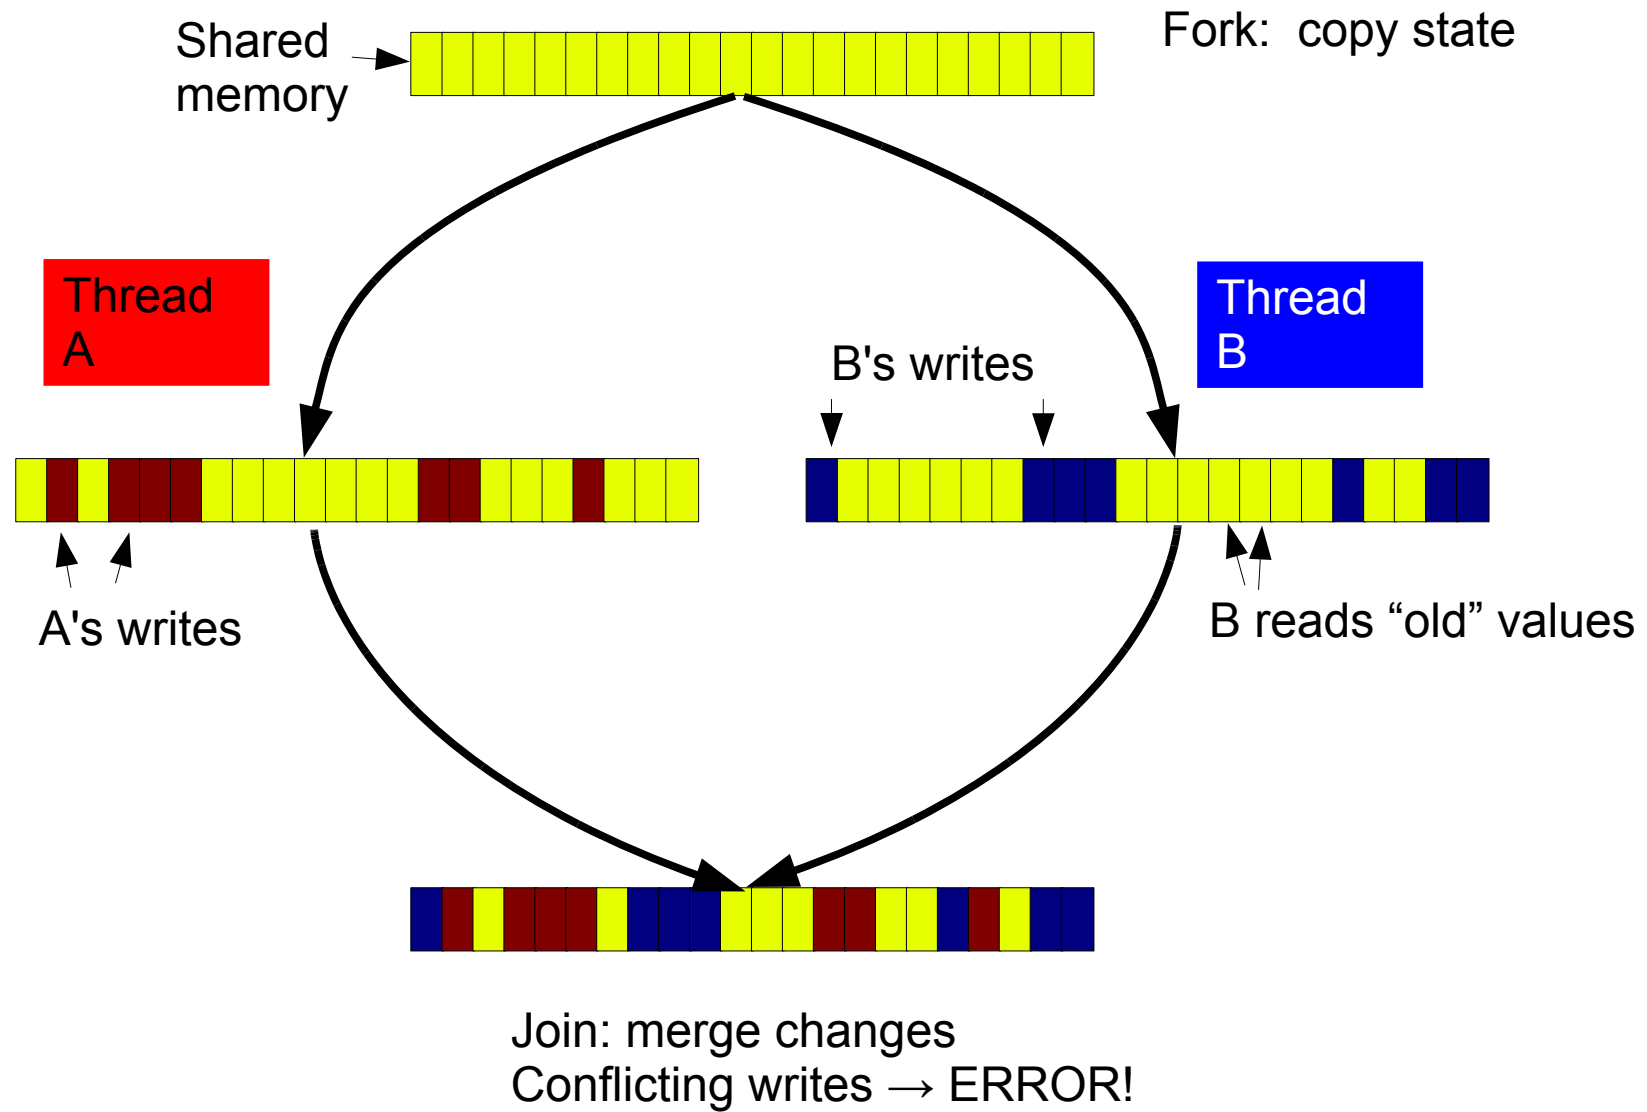 Shared
memory
Fork: copy state
Thread
A
Thread
B
B's writes
A's writes
B reads “old” values
Join: merge changes
Conflicting writes → ERROR!